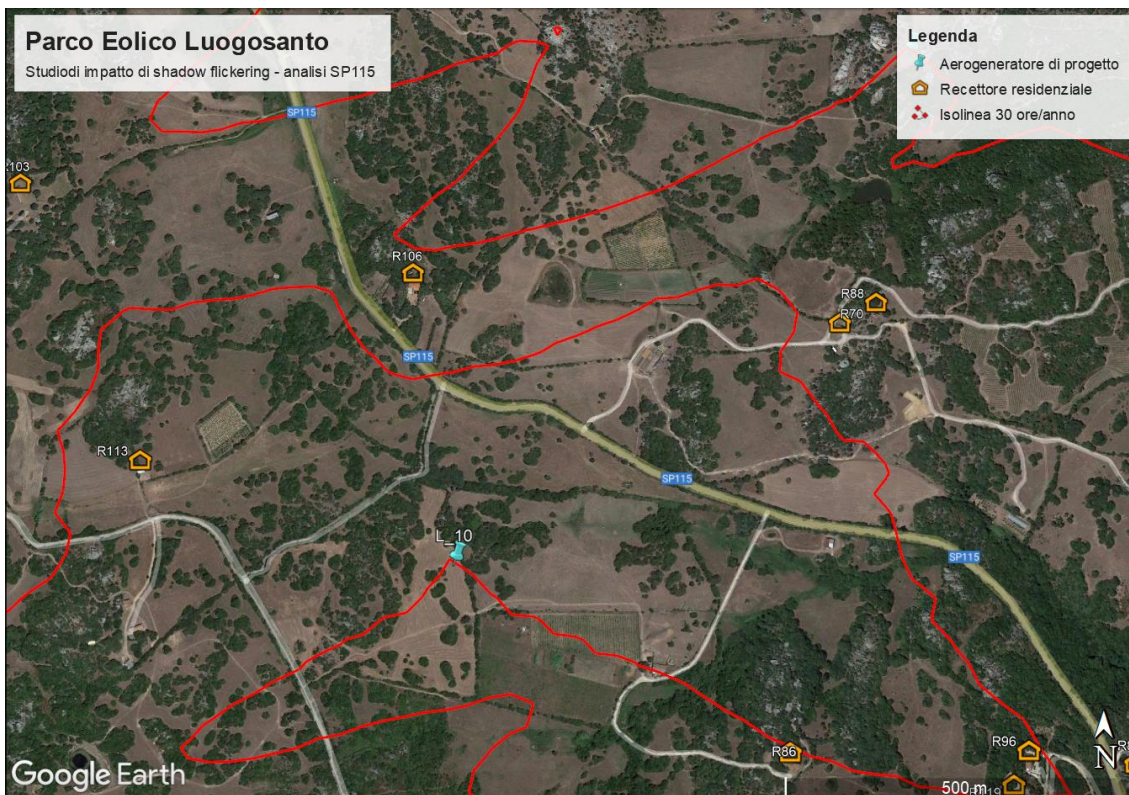 Parco Eolico Luogosanto
Studiodi impatto di shadow flickering - analisi SP115
Legenda
Aerogeneratore di progetto
Recettore residenziale
Isolinea 30 ore/anno
SP115
R106
R88
R70
SP115
R113
SP115
L_10
SP115
R86
R96
N
Google Earth
500 m